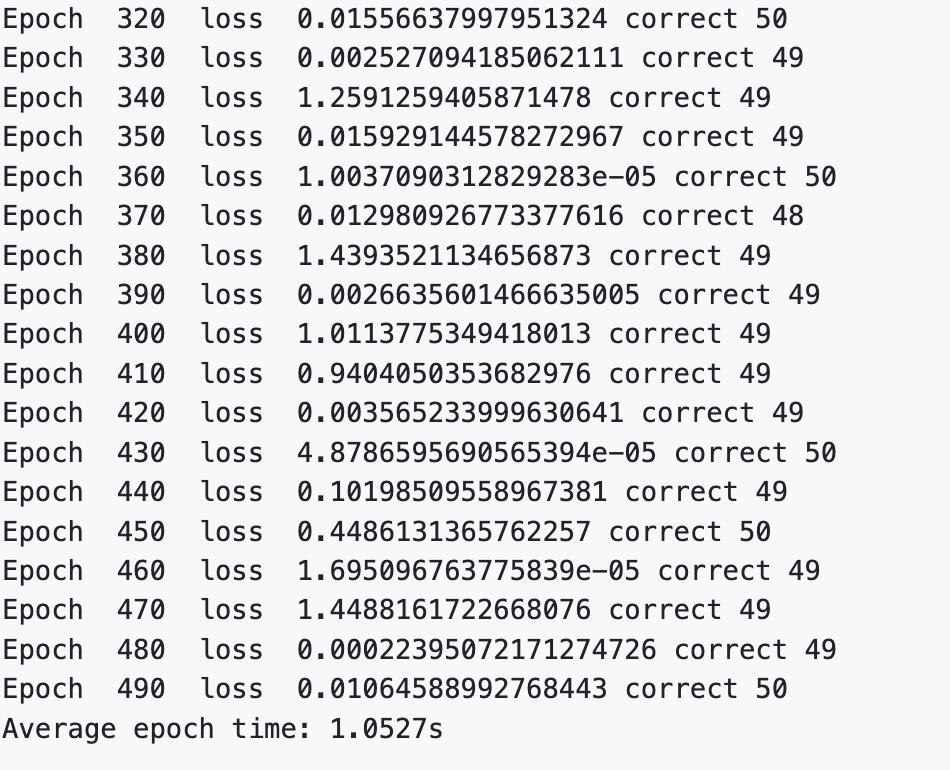 Epoch  320  loss  0.01556637997951324 correct 50
Epoch  330  loss  0.002527094185062111 correct 49
Epoch  340  loss  1.2591259405871478 correct 49
Epoch  350  loss  0.015929144578272967 correct 49
Epoch  360  loss  1.0037090312829283e-05 correct 50
Epoch  370  loss  0.012980926773377616 correct 48
Epoch  380  loss  1.4393521134656873 correct 49
Epoch  390  loss  0.0026635601466635005 correct 49
Epoch  400  loss  1.0113775349418013 correct 49
Epoch  410  loss  0.9404050353682976 correct 49
Epoch  420  loss  0.003565233999630641 correct 49
Epoch  430  loss  4.8786595690565394e-05 correct 50
Epoch  440  loss  0.10198509558967381 correct 49
Epoch  450  loss  0.4486131365762257 correct 50
Epoch  460  loss  1.695096763775839e-05 correct 49
Epoch  470  loss  1.4488161722668076 correct 49
Epoch  480  loss  0.00022395072171274726 correct 49
Epoch  490  loss  0.01064588992768443 correct 50
Average epoch time: 1.0527s